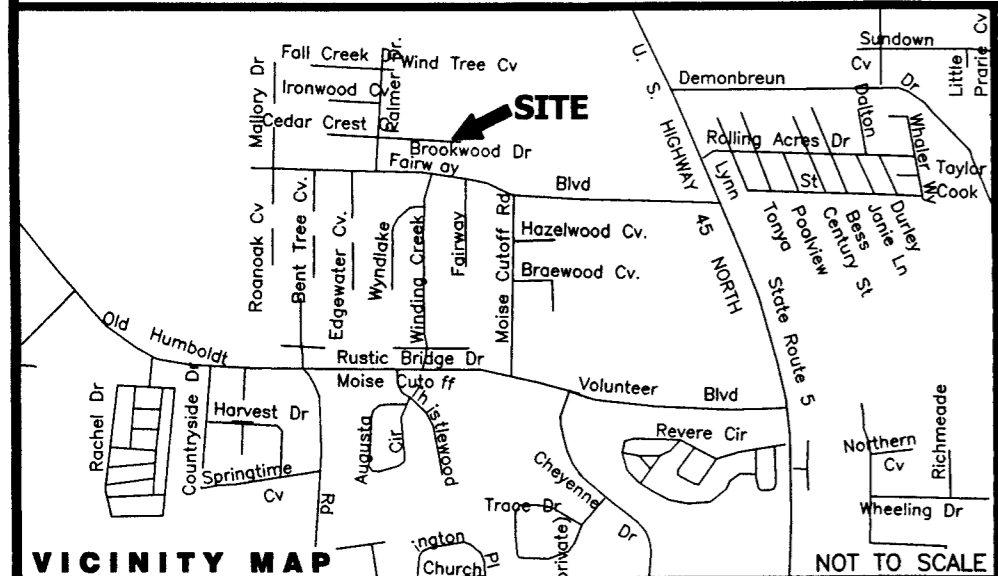 Fall Creek Dr
Wind Tree Cv
Ironwood Cv
Palmer Dr.
Mallory Dr
Cedar Crest C
SITE
Brookwood Dr
Fairway
Blvd
U. S. HIGHWAY 45 NORTH
State Route 5
Demonbreun
Dr
Sundown
Cv
Little Prarie Cv
Dalton
Rolling Acres Dr
Whaler Wy
Taylor
Cook
Lynn
St
Tonya
Poolview
Century St
Bess
Janie Ln
Durley
Roanoak Cv
Bent Tree Cv.
Edgewater Cv.
Wyndlake
Winding Creek
Fairway
Moise Cutoff Rd
Hazelwood Cv.
Braewood Cv.
Old Humboldt
Rd
Rustic Bridge Dr
Moise Cuto ff
Volunteer Blvd
Rachel Dr
Countryside Dr
Harvest Dr
Springtime
Cv
Augusta
Cir
Thistlewood
Revere Cir
Cheyenne
Dr
Trace Dr
private)
ington
Church
Pl
Northern
Cv
Richmeade
Wheeling Dr
VICINITY MAP
NOT TO SCALE